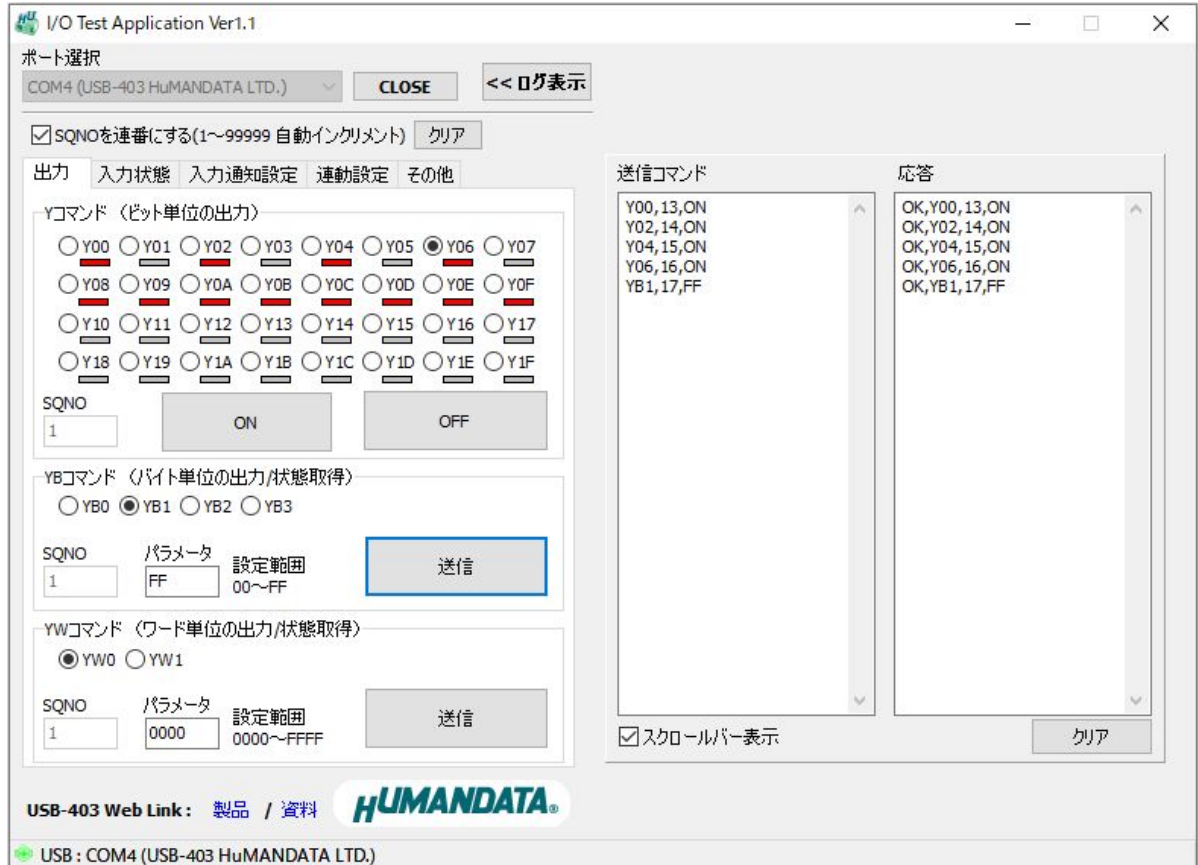 I/O Test Application Ver1.1
ポート選択
COM4 (USB-403 HuMANDATA LTD.)
CLOSE
<< ログ表示
SQNOを連番にする(1～99999 自動インクリメント)
クリア
出力 入力状態 入力通知設定 連動設定 その他
Yコマンド （ビット単位の出力）
Y00 Y01 Y02 Y03 Y04 Y05 Y06 Y07
Y08 Y09 Y0A Y0B Y0C Y0D Y0E Y0F
Y10 Y11 Y12 Y13 Y14 Y15 Y16 Y17
Y18 Y19 Y1A Y1B Y1C Y1D Y1E Y1F
SQNO
1
ON
OFF
YBコマンド （バイト単位の出力/状態取得）
YB0 YB1 YB2 YB3
SQNO
1
パラメータ
FF
設定範囲
00～FF
送信
YWコマンド （ワード単位の出力/状態取得）
YW0 YW1
SQNO
1
パラメータ
0000
設定範囲
0000～FFFF
送信
送信コマンド
Y00,13,ON
Y02,14,ON
Y04,15,ON
Y06,16,ON
YB1,17,FF
応答
OK,Y00,13,ON
OK,Y02,14,ON
OK,Y04,15,ON
OK,Y06,16,ON
OK,YB1,17,FF
スクロールバー表示
クリア
USB-403 Web Link : 製品 / 資料
HUMANDATA®
USB : COM4 (USB-403 HuMANDATA LTD.)